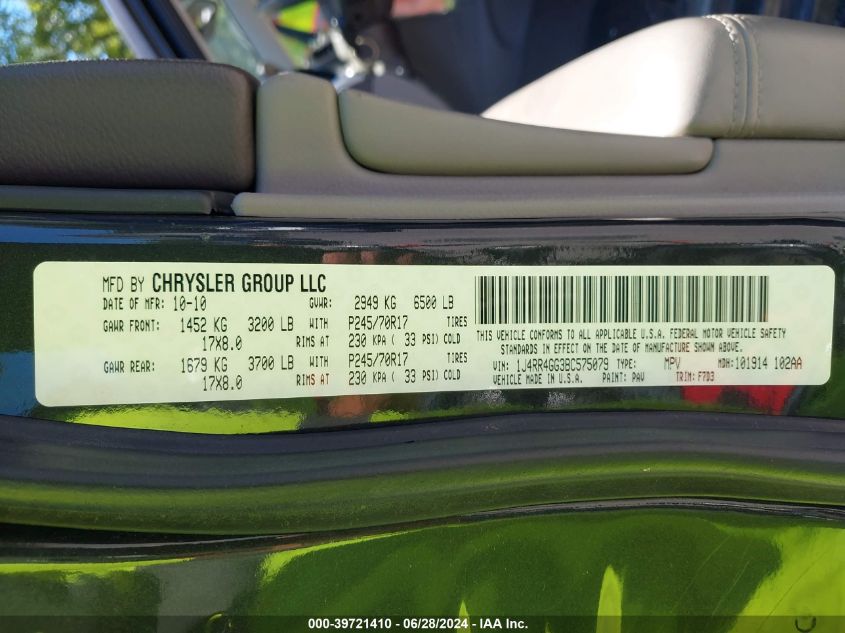 MFD BY CHRYSLER GROUP LLC
DATE OF MFR: 10-10 GVWR: 2949 KG 6500 LB
GAWR FRONT: 1452 KG 3200 LB WITH P245/70R17 TIRES
17X8.0 RIMS AT 230 KPA ( 33 PSI) COLD
GAWR REAR: 1679 KG 3700 LB WITH P245/70R17 TIRES
17X8.0 RIMS AT 230 KPA ( 33 PSI) COLD
THIS VEHICLE CONFORMS TO ALL APPLICABLE U.S.A. FEDERAL MOTOR VEHICLE SAFETY
STANDARDS IN EFFECT ON THE DATE OF MANUFACTURE SHOWN ABOVE.
VIN: 1J4RR4GG3BC575079 TYPE: MPV MDH: 101914 102AA
VEHICLE MADE IN U.S.A. PAINT: PAV TRIM: F7D3
000-39721410 - 06/28/2024 - IAA Inc.